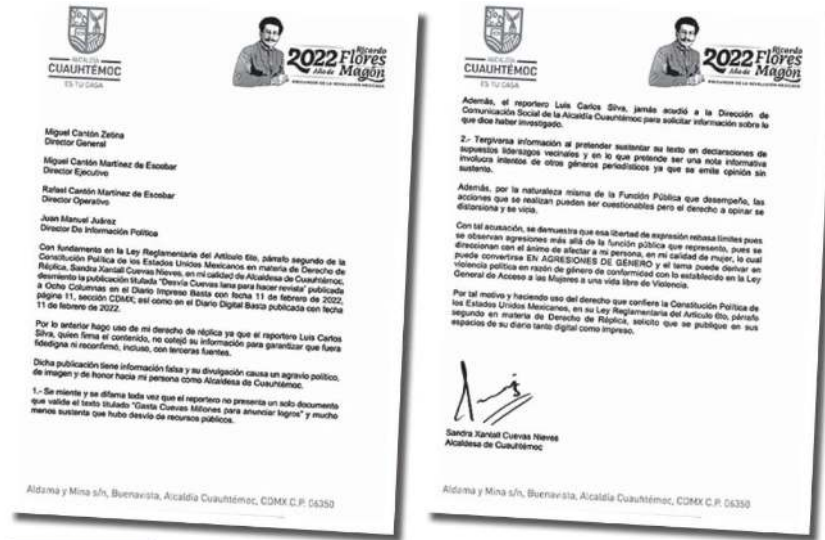 ALCALDÍA
CUAUHTÉMOC
ES TU CASA
2022 Ricardo
Flores
Año de Magón
PRECURSOR DE LA REVOLUCIÓN MEXICANA
Miguel Cantón Zetina
Director General
Miguel Cantón Martínez de Escobar
Director Ejecutivo
Rafael Cantón Martínez de Escobar
Director Operativo
Juan Manuel Juárez
Director De Información Política
Con fundamento en la Ley Reglamentaria del Artículo 6to, párrafo segundo de la
Constitución Política de los Estados Unidos Mexicanos en materia de Derecho de
Réplica, Sandra Xantall Cuevas Nieves, en mi calidad de Alcaldesa de Cuauhtémoc,
desmiento la publicación titulada "Desvía Cuevas lana para hacer revista" publicada
a Ocho Columnas en el Diario Impreso Basta con fecha 11 de febrero de 2022,
página 11, sección CDMX; así como en el Diario Digital Basta publicada con fecha
11 de febrero de 2022.
Por lo anterior hago uso de mi derecho de réplica ya que el reportero Luis Carlos
Silva, quien firma el contenido, no cotejó su información para garantizar que fuera
fidedigna ni reconfirmó, incluso, con terceras fuentes.
Dicha publicación tiene información falsa y su divulgación causa un agravio político,
de imagen y de honor hacia mi persona como Alcaldesa de Cuauhtémoc.
1.- Se miente y se difama toda vez que el reportero no presenta un solo documento
que valide el texto titulado "Gasta Cuevas Millones para anunciar logros" y mucho
menos sustenta que hubo desvío de recursos públicos.
Aldama y Mina s/n, Buenavista, Alcaldía Cuauhtémoc, CDMX C.P. 06350
ALCALDÍA
CUAUHTÉMOC
ES TU CASA
2022 Ricardo
Flores
Año de Magón
PRECURSOR DE LA REVOLUCIÓN MEXICANA
Además, el reportero Luis Carlos Silva, jamás acudió a la Dirección de
Comunicación Social de la Alcaldía Cuauhtémoc para solicitar información sobre lo
que dice haber investigado.
2.- Tergiversa información al pretender sustentar su texto en declaraciones de
supuestos liderazgos vecinales y en lo que pretende ser una nota informativa
involucra intentos de otros géneros periodísticos ya que se emite opinión sin
sustento.
Además, por la naturaleza misma de la Función Pública que desempeño, las
acciones que se realizan pueden ser cuestionables pero el derecho a opinar se
distorsiona y se vicia.
Con tal acusación, se demuestra que esa libertad de expresión rebasa límites pues
se observan agresiones más allá de la función pública que represento, pues se
direccionan con el ánimo de afectar a mi persona, en mi calidad de mujer, lo cual
puede convertirse EN AGRESIONES DE GÉNERO y el tema puede derivar en
violencia política en razón de género de conformidad con lo establecido en la Ley
General de Acceso a las Mujeres a una vida libre de Violencia.
Por tal motivo y haciendo uso del derecho que confiere la Constitución Política de
los Estados Unidos Mexicanos, en su Ley Reglamentaria del Artículo 6to, párrafo
segundo en materia de Derecho de Réplica, solicito que se publique en sus
espacios de su diario tanto digital como impreso.
Sandra Xantall Cuevas Nieves
Alcaldesa de Cuauhtémoc
Aldama y Mina s/n, Buenavista, Alcaldía Cuauhtémoc, CDMX C.P. 06350